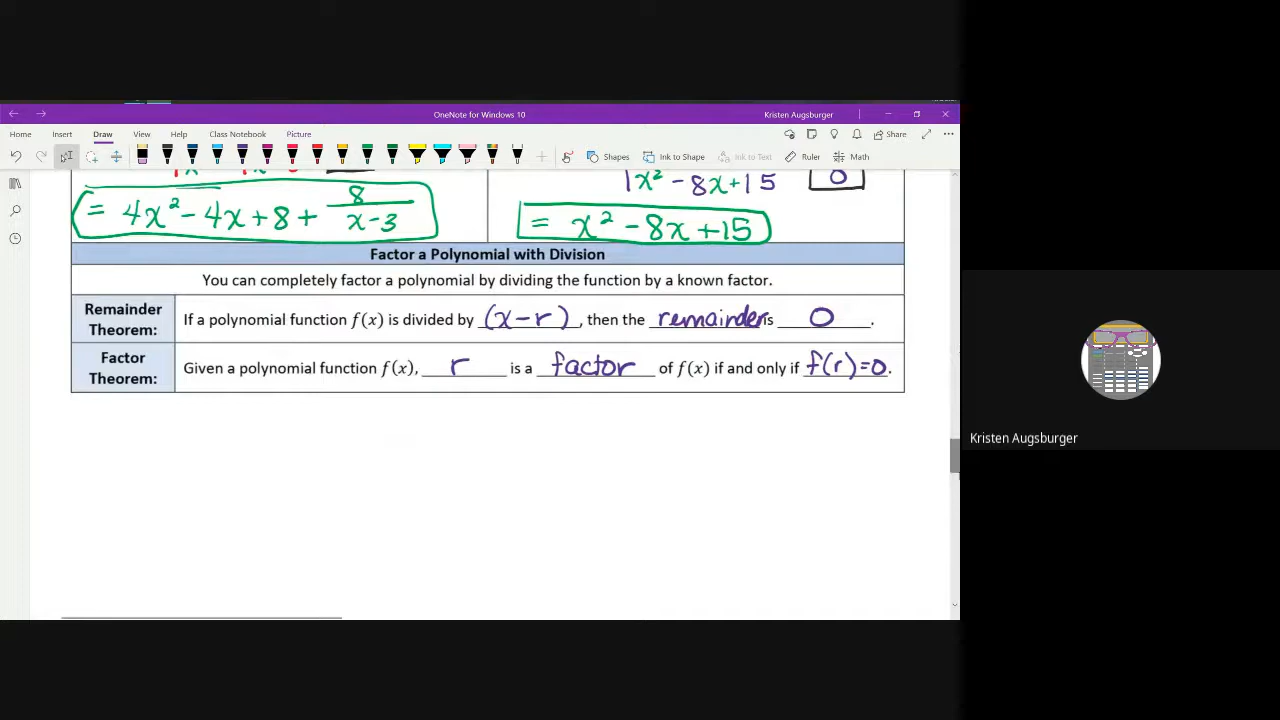 OneNote for Windows 10
Kristen Augsburger
Home Insert Draw View Help Class Notebook Picture
Shapes Ink to Shape Ink to Text Ruler Math Share
1x² - 8x + 15 0
= 4x² - 4x + 8 + 8/(x-3)
= x² - 8x + 15
Factor a Polynomial with Division
You can completely factor a polynomial by dividing the function by a known factor.
Remainder Theorem: If a polynomial function f(x) is divided by (x-r), then the remainder is 0.
Factor Theorem: Given a polynomial function f(x), r is a factor of f(x) if and only if f(r)=0.
Kristen Augsburger